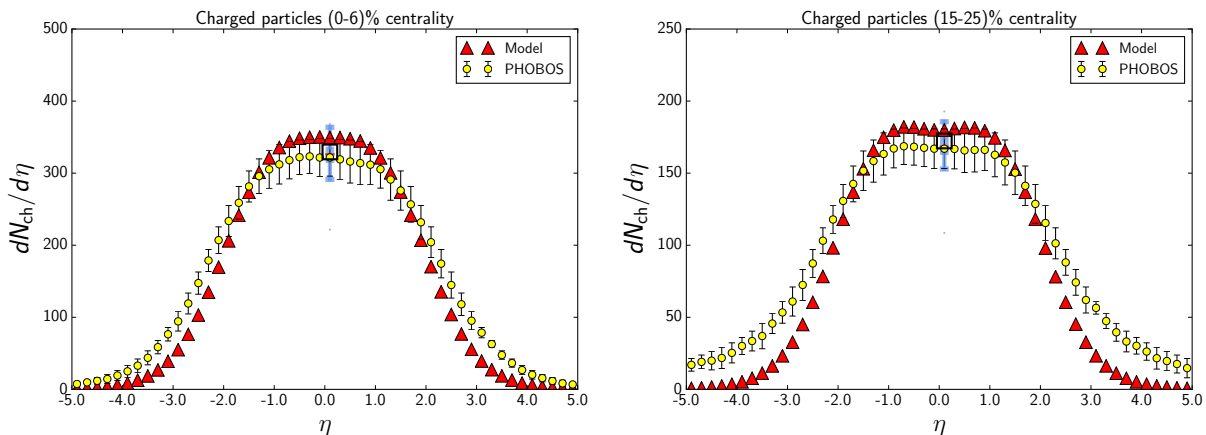 Charged particles (0-6)% centrality
500
400
300
200
100
0
-5.0 -4.0 -3.0 -2.0 -1.0 0.0 1.0 2.0 3.0 4.0 5.0
η
dN_ch/dη
Model
PHOBOS
Charged particles (15-25)% centrality
250
200
150
100
50
0
-5.0 -4.0 -3.0 -2.0 -1.0 0.0 1.0 2.0 3.0 4.0 5.0
η
dN_ch/dη
Model
PHOBOS